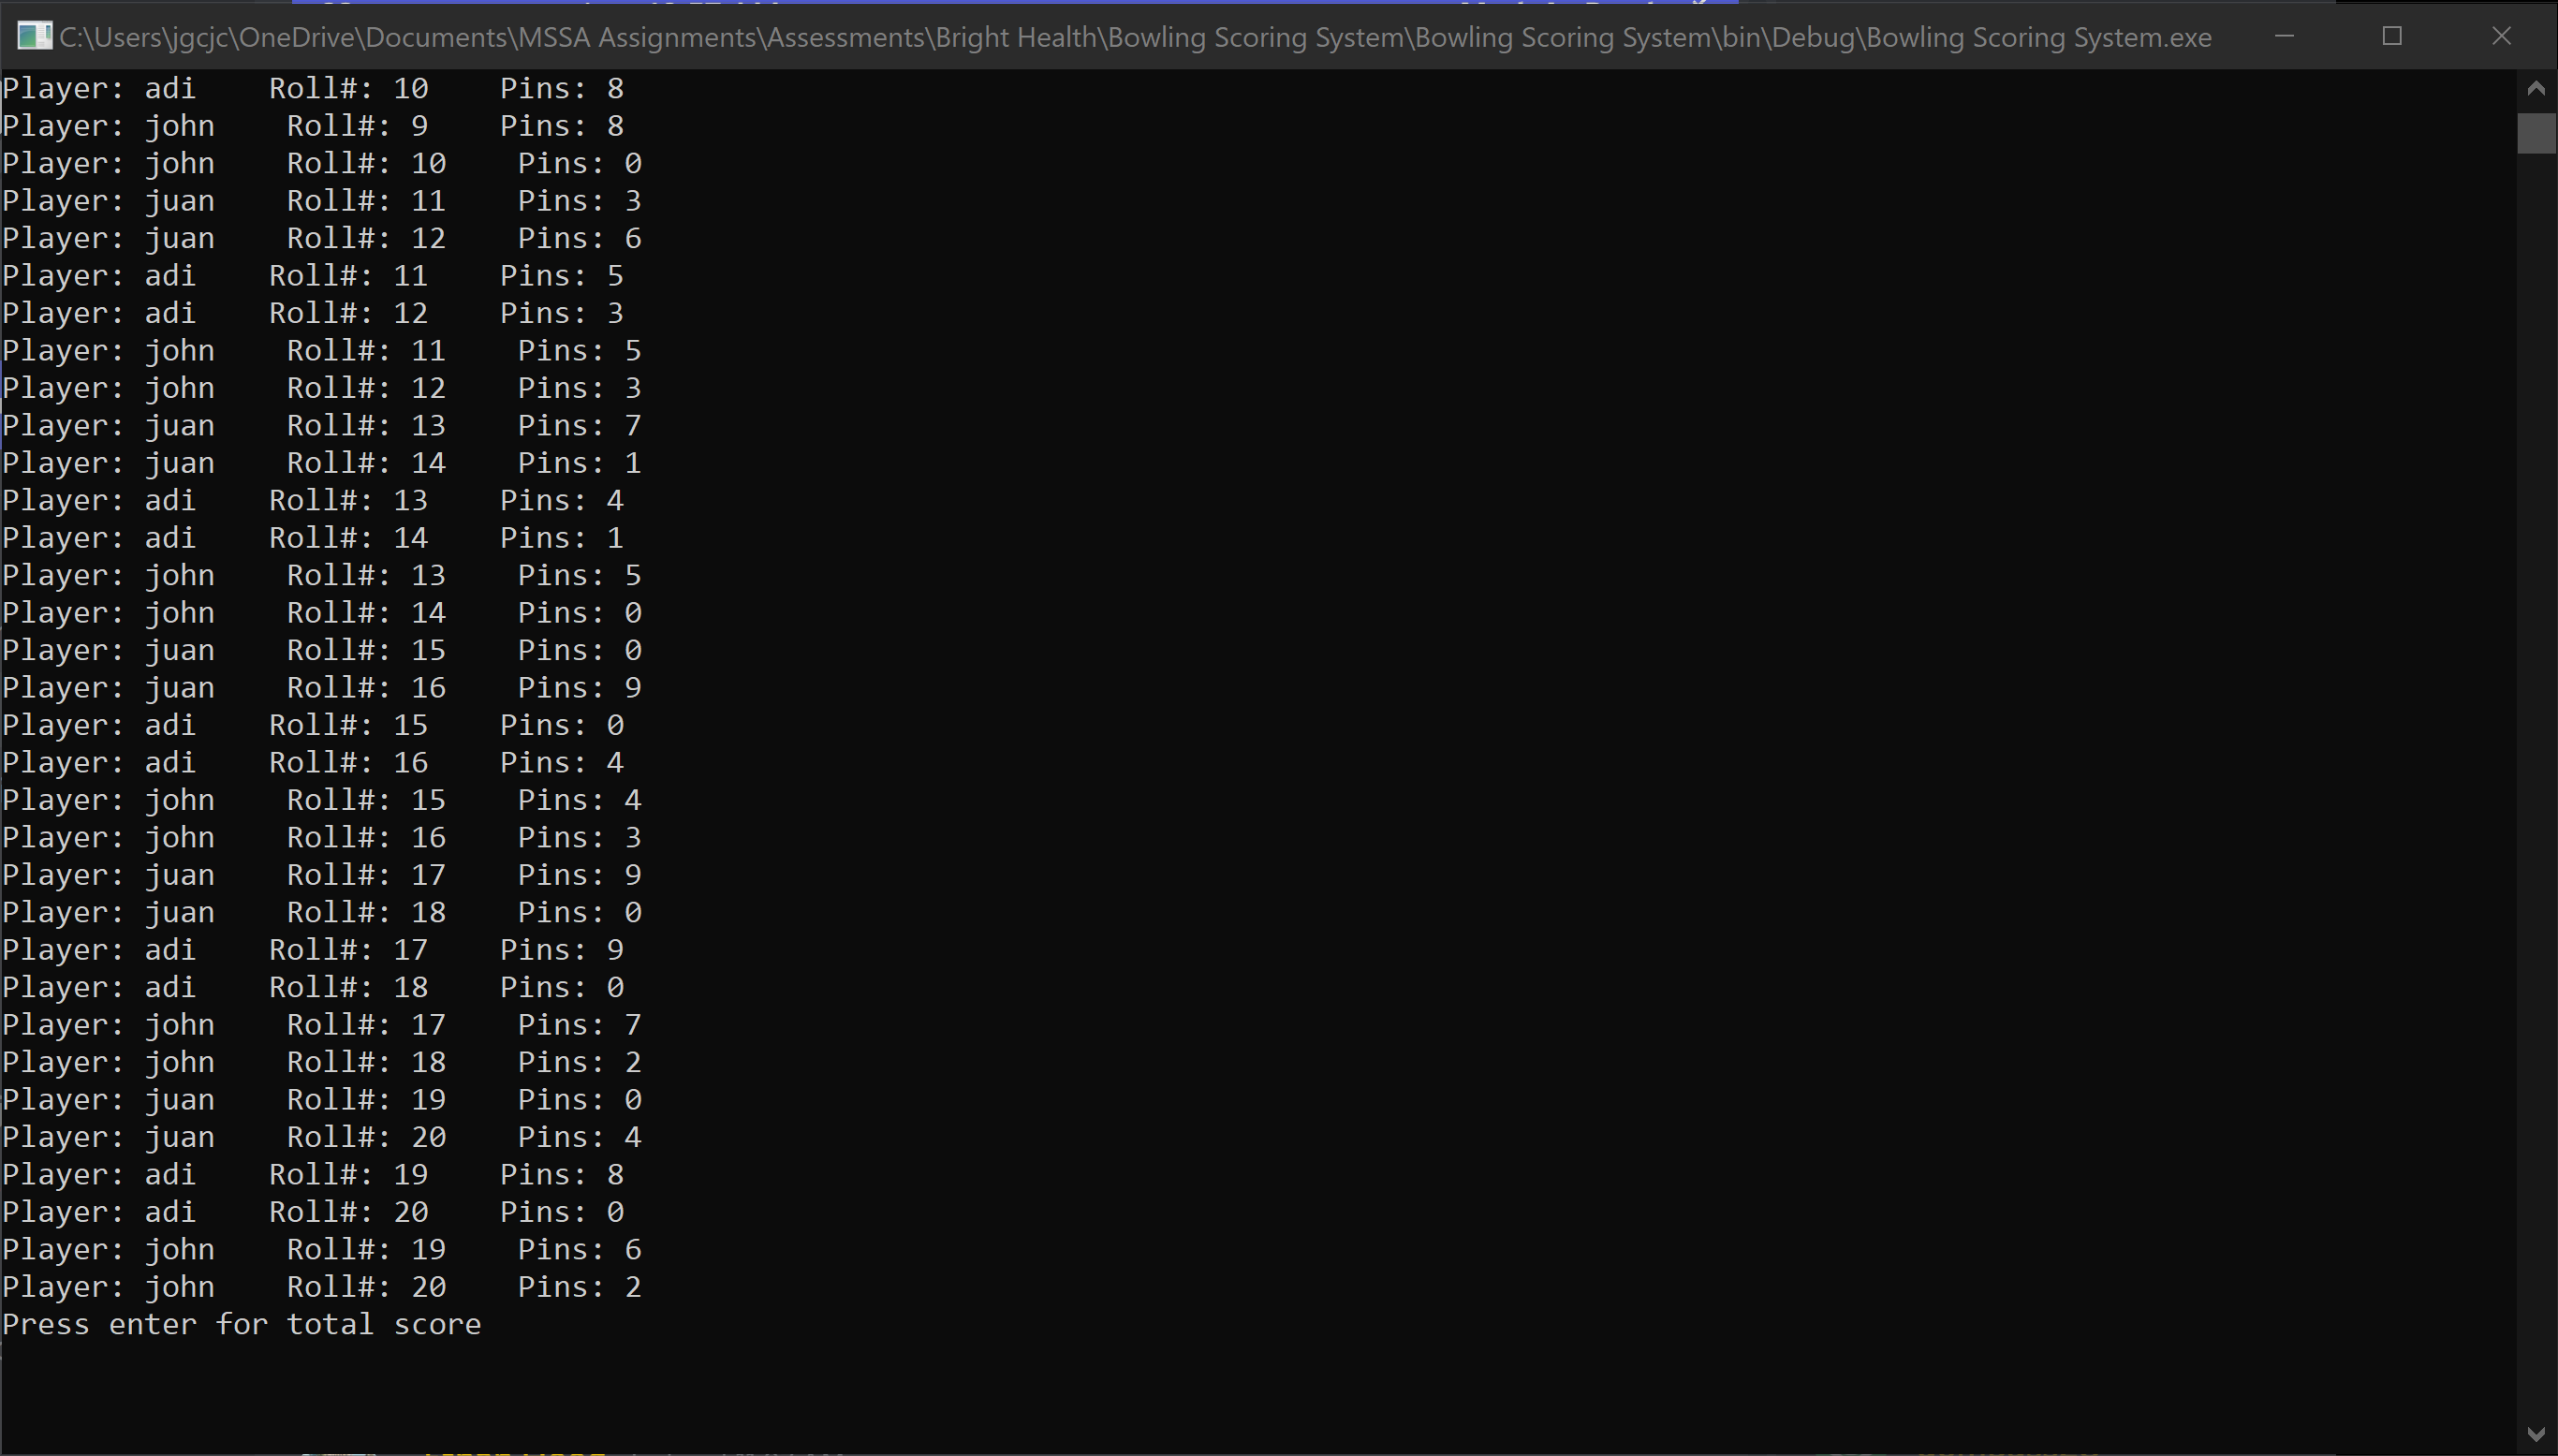 C:\Users\jgcjc\OneDrive\Documents\MSSA Assignments\Assessments\Bright Health\Bowling Scoring System\Bowling Scoring System\bin\Debug\Bowling Scoring System.exe
Player: adi    Roll#: 10    Pins: 8
Player: john    Roll#: 9    Pins: 8
Player: john    Roll#: 10    Pins: 0
Player: juan    Roll#: 11    Pins: 3
Player: juan    Roll#: 12    Pins: 6
Player: adi    Roll#: 11    Pins: 5
Player: adi    Roll#: 12    Pins: 3
Player: john    Roll#: 11    Pins: 5
Player: john    Roll#: 12    Pins: 3
Player: juan    Roll#: 13    Pins: 7
Player: juan    Roll#: 14    Pins: 1
Player: adi    Roll#: 13    Pins: 4
Player: adi    Roll#: 14    Pins: 1
Player: john    Roll#: 13    Pins: 5
Player: john    Roll#: 14    Pins: 0
Player: juan    Roll#: 15    Pins: 0
Player: juan    Roll#: 16    Pins: 9
Player: adi    Roll#: 15    Pins: 0
Player: adi    Roll#: 16    Pins: 4
Player: john    Roll#: 15    Pins: 4
Player: john    Roll#: 16    Pins: 3
Player: juan    Roll#: 17    Pins: 9
Player: juan    Roll#: 18    Pins: 0
Player: adi    Roll#: 17    Pins: 9
Player: adi    Roll#: 18    Pins: 0
Player: john    Roll#: 17    Pins: 7
Player: john    Roll#: 18    Pins: 2
Player: juan    Roll#: 19    Pins: 0
Player: juan    Roll#: 20    Pins: 4
Player: adi    Roll#: 19    Pins: 8
Player: adi    Roll#: 20    Pins: 0
Player: john    Roll#: 19    Pins: 6
Player: john    Roll#: 20    Pins: 2
Press enter for total score